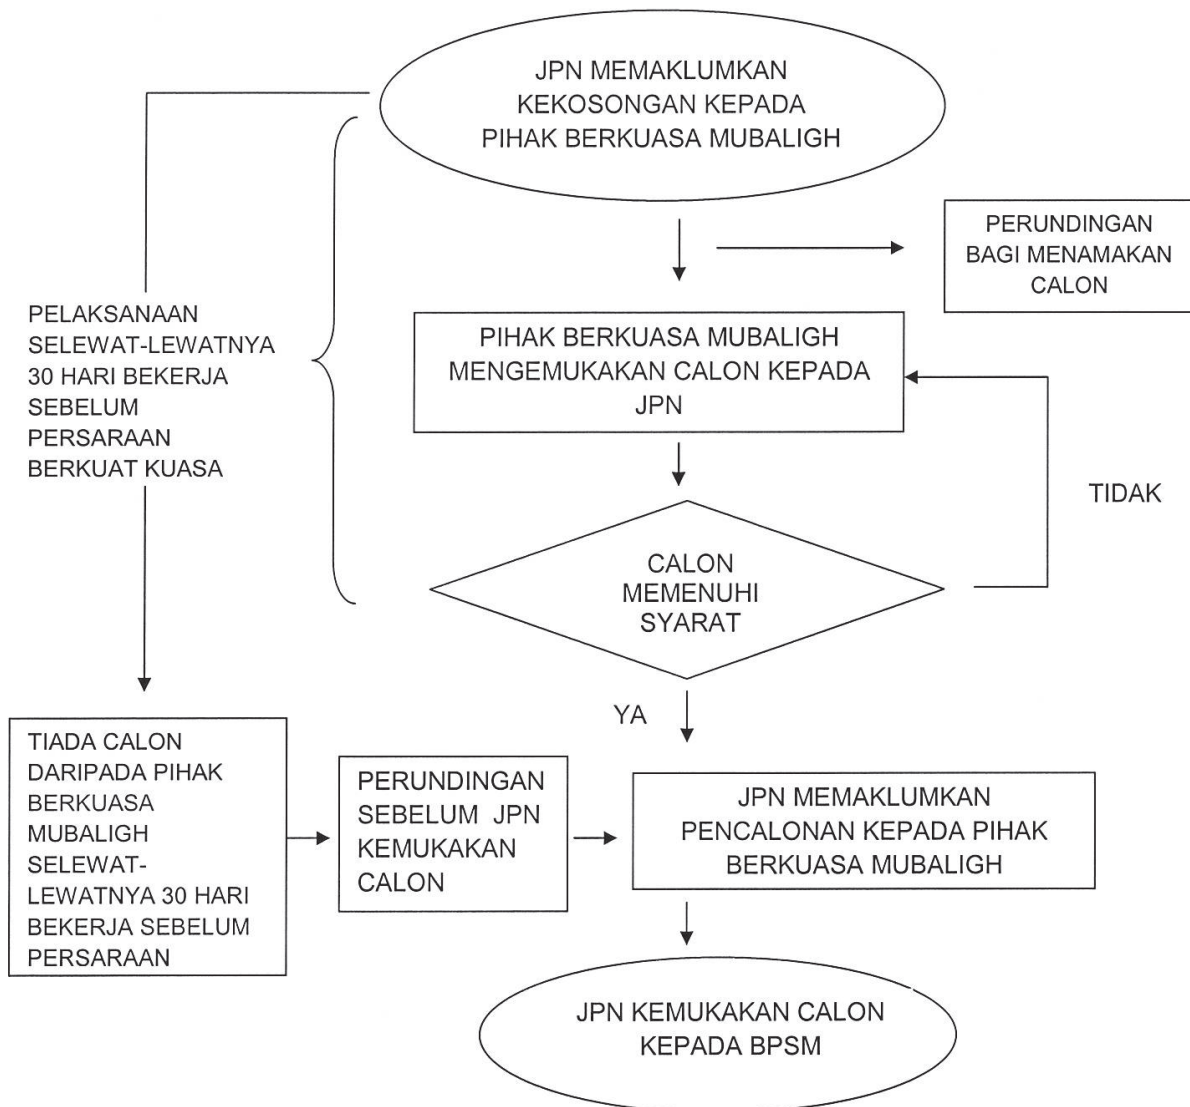 JPN MEMAKLUMKAN
KEKOSONGAN KEPADA
PIHAK BERKUASA MUBALIGH
PERUNDINGAN
BAGI MENAMAKAN
CALON
PELAKSANAAN
SELEWAT-LEWATNYA
30 HARI BEKERJA
SEBELUM
PERSARAAN
BERKUAT KUASA
PIHAK BERKUASA MUBALIGH
MENGEMUKAKAN CALON KEPADA
JPN
TIDAK
CALON
MEMENUHI
SYARAT
YA
TIADA CALON
DARIPADA PIHAK
BERKUASA
MUBALIGH
SELEWAT-
LEWATNYA 30 HARI
BEKERJA SEBELUM
PERSARAAN
PERUNDINGAN
SEBELUM JPN
KEMUKAKAN
CALON
JPN MEMAKLUMKAN
PENCALONAN KEPADA PIHAK
BERKUASA MUBALIGH
JPN KEMUKAKAN CALON
KEPADA BPSM